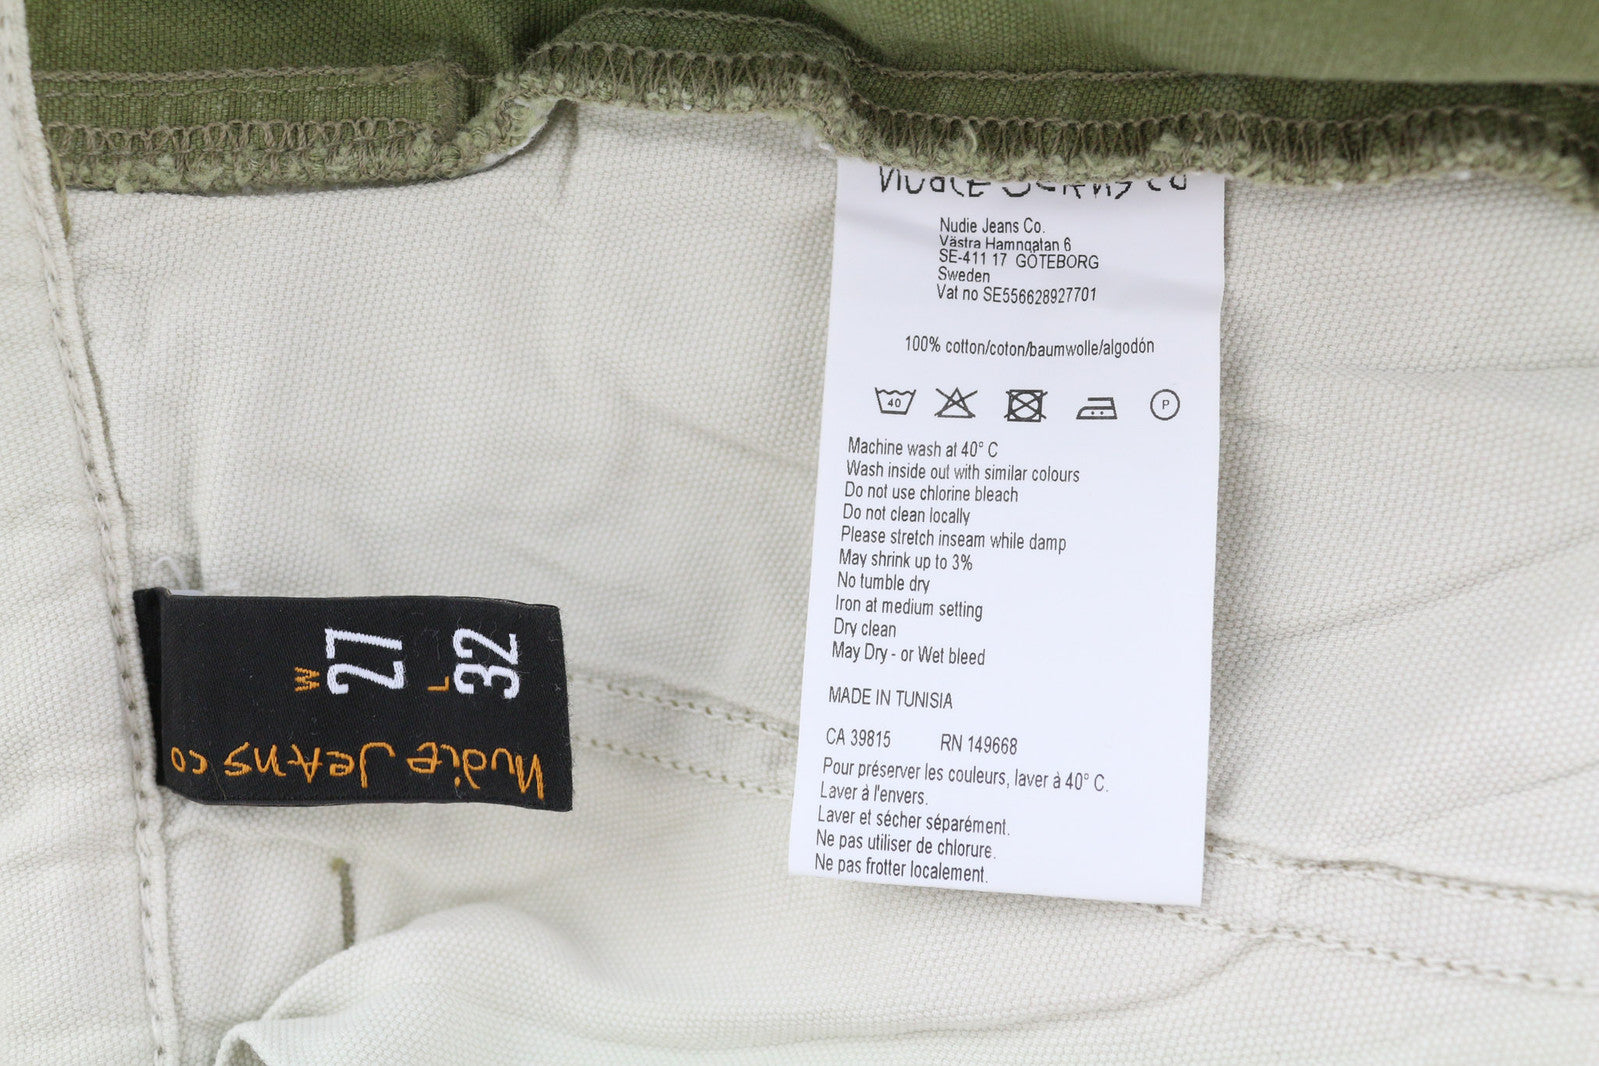 Nudie Jeans Co
Nudie Jeans Co.
Västra Hamngatan 6
SE-411 17 GÖTEBORG
Sweden
Vat no SE556628927701
100% cotton/coton/baumwolle/algodón
40
P
Machine wash at 40° C
Wash inside out with similar colours
Do not use chlorine bleach
Do not clean locally
Please stretch inseam while damp
May shrink up to 3%
No tumble dry
Iron at medium setting
Dry clean
May Dry - or Wet bleed
MADE IN TUNISIA
CA 39815 RN 149668
Pour préserver les couleurs, laver à 40° C.
Laver à l'envers.
Laver et sécher séparément.
Ne pas utiliser de chlorure.
Ne pas frotter localement.
W 27
L 32
Nudie Jeans co